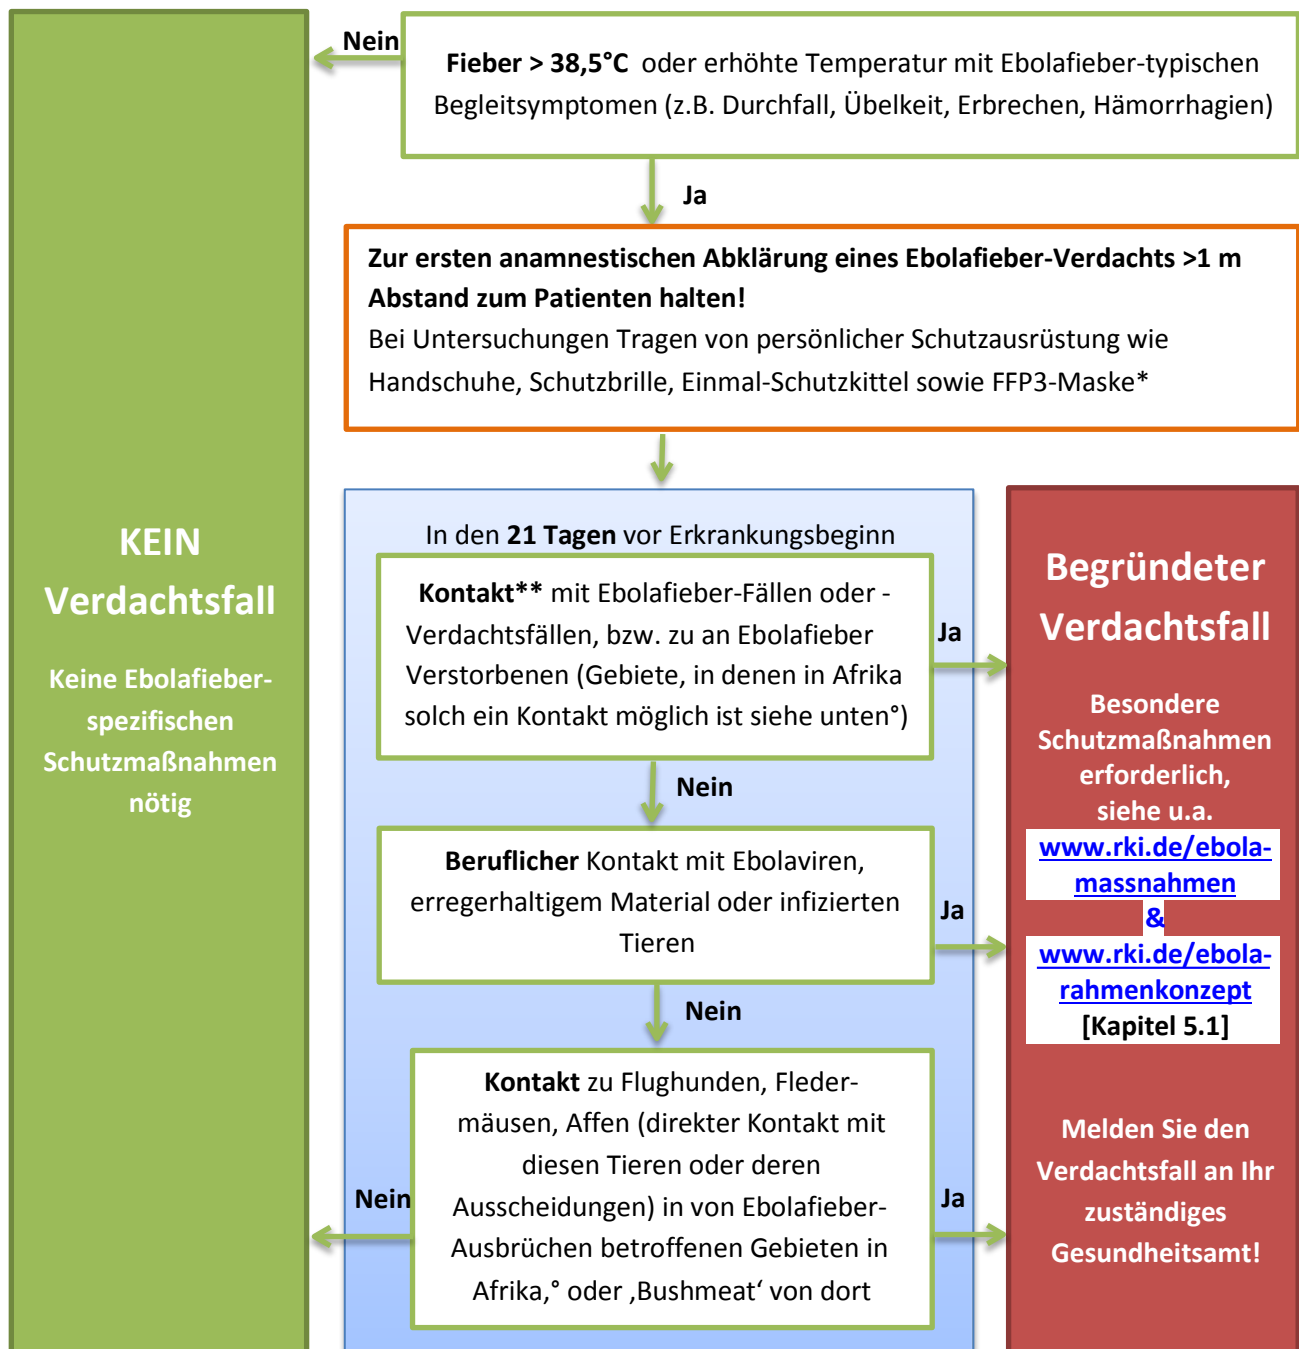 Nein
Fieber > 38,5°C oder erhöhte Temperatur mit Ebolafieber-typischen
Begleitsymptomen (z.B. Durchfall, Übelkeit, Erbrechen, Hämorrhagien)
Ja
Zur ersten anamnestischen Abklärung eines Ebolafieber-Verdachts >1 m
Abstand zum Patienten halten!
Bei Untersuchungen Tragen von persönlicher Schutzausrüstung wie
Handschuhe, Schutzbrille, Einmal-Schutzkittel sowie FFP3-Maske*
KEIN
Verdachtsfall
Keine Ebolafieber-
spezifischen
Schutzmaßnahmen
nötig
In den 21 Tagen vor Erkrankungsbeginn
Kontakt** mit Ebolafieber-Fällen oder -
Verdachtsfällen, bzw. zu an Ebolafieber
Verstorbenen (Gebiete, in denen in Afrika
solch ein Kontakt möglich ist siehe unten°)
Ja
Nein
Beruflicher Kontakt mit Ebolaviren,
erregerhaltigem Material oder infizierten
Tieren
Ja
Nein
Kontakt zu Flughunden, Fleder-
mäusen, Affen (direkter Kontakt mit
diesen Tieren oder deren
Ausscheidungen) in von Ebolafieber-
Ausbrüchen betroffenen Gebieten in
Afrika,° oder ‚Bushmeat‘ von dort
Nein
Ja
Begründeter
Verdachtsfall
Besondere
Schutzmaßnahmen
erforderlich,
siehe u.a.
www.rki.de/ebola-
massnahmen
&
www.rki.de/ebola-
rahmenkonzept
[Kapitel 5.1]
Melden Sie den
Verdachtsfall an Ihr
zuständiges
Gesundheitsamt!